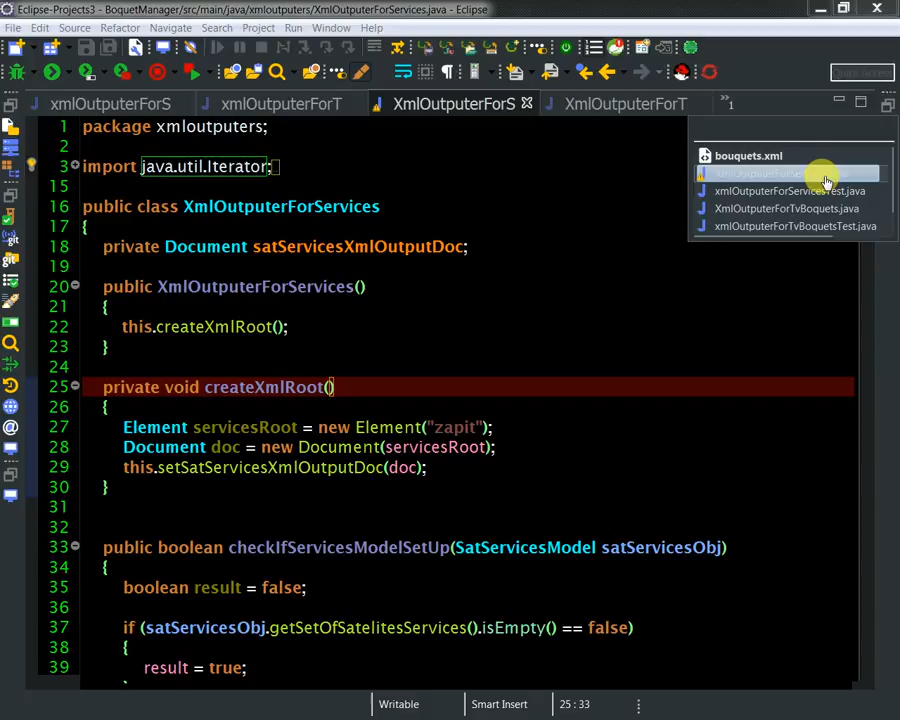 Eclipse-Projects3 - BoquetManager/src/main/java/xmloutputers/XmlOutputerForServices.java - Eclipse
File Edit Source Refactor Navigate Search Project Run Window Help
Quick Access
xmlOutputerForS xmlOutputerForT XmlOutputerForS XmlOutputerForT »1
bouquets.xml
xmlOutputerForServicesTest.java
XmlOutputerForTvBoquets.java
xmlOutputerForTvBoquetsTest.java
1 package xmloutputers;
2
3 import java.util.Iterator;
15
16 public class XmlOutputerForServices
17 {
18 private Document satServicesXmlOutputDoc;
19
20 public XmlOutputerForServices()
21 {
22 this.createXmlRoot();
23 }
24
25 private void createXmlRoot()
26 {
27 Element servicesRoot = new Element("zapit");
28 Document doc = new Document(servicesRoot);
29 this.setSatServicesXmlOutputDoc(doc);
30 }
31
32
33 public boolean checkIfServicesModelSetUp(SatServicesModel satServicesObj)
34 {
35 boolean result = false;
36
37 if (satServicesObj.getSetOfSatelitesServices().isEmpty() == false)
38 {
39 result = true;
Writable Smart Insert 25 : 33